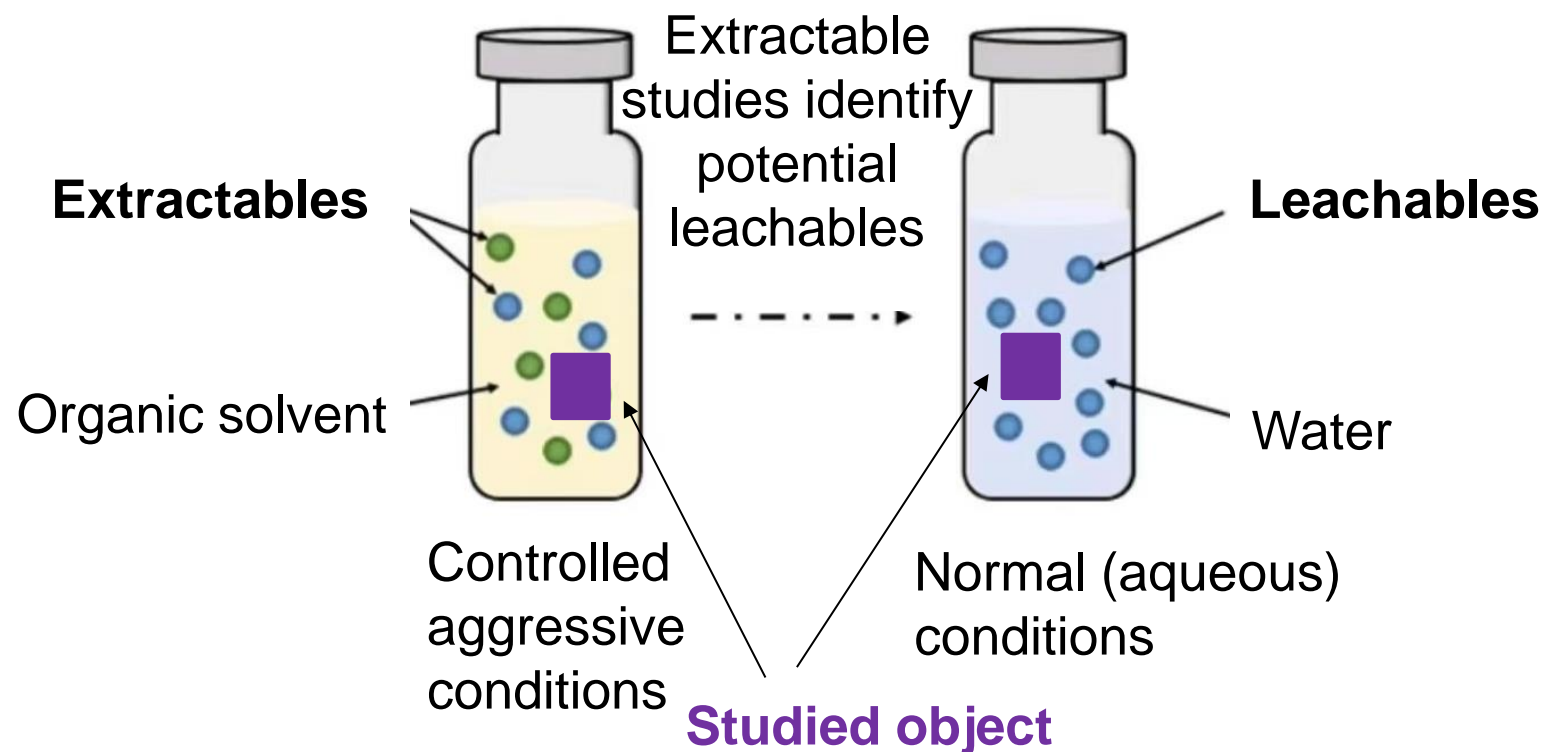 Extractable
studies identify
potential
leachables
Extractables
Leachables
Organic solvent
Water
Controlled
aggressive
conditions
Normal (aqueous)
conditions
Studied object